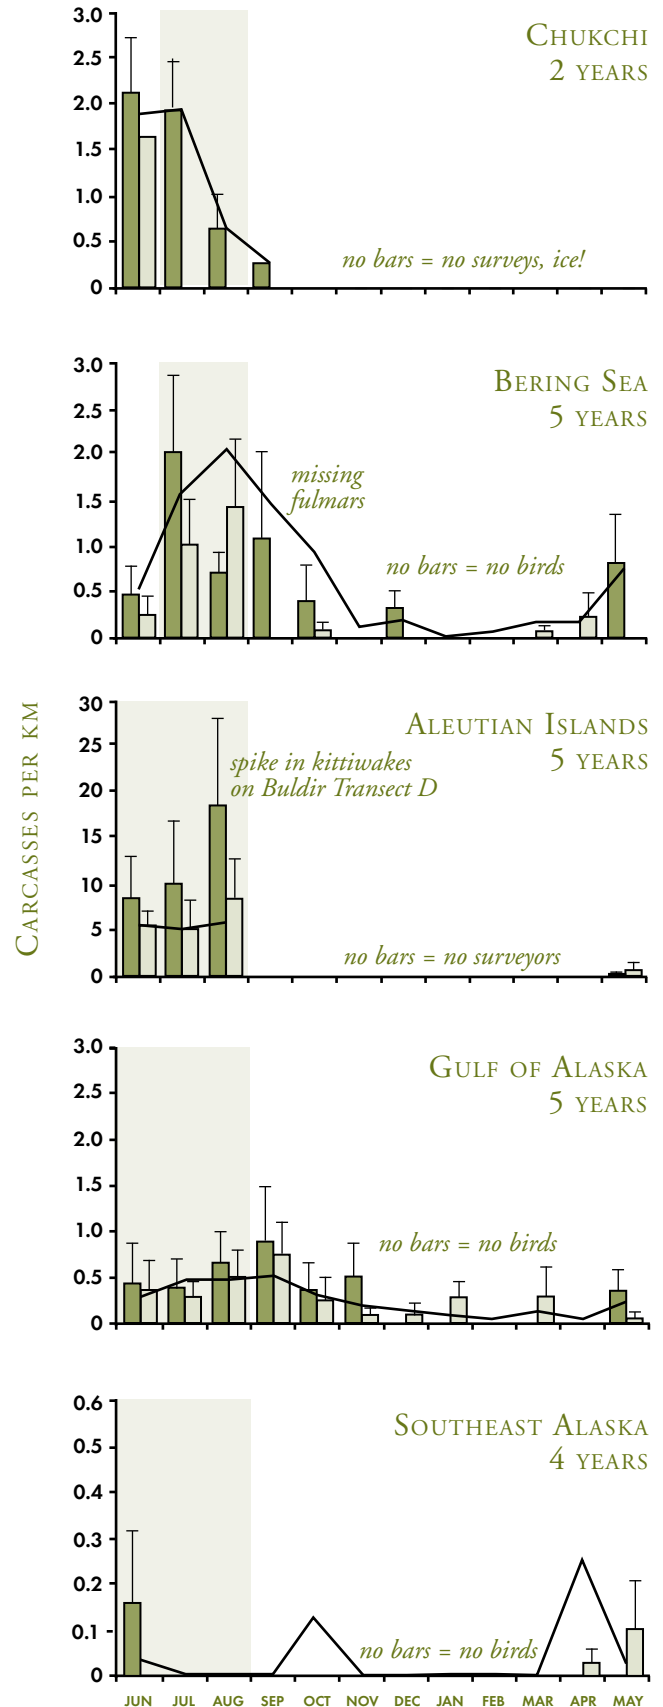 3.0
CHUKCHI
2 YEARS
2.5
2.0
1.5
1.0
0.5
no bars = no surveys, ice!
0
3.0
BERING SEA
5 YEARS
2.5
2.0
missing
fulmars
1.5
1.0
no bars = no birds
0.5
0
CARCASSES PER KM
30
ALEUTIAN ISLANDS
5 YEARS
25
spike in kittiwakes
on Buldir Transect D
20
15
10
5
no bars = no surveyors
0
3.0
GULF OF ALASKA
5 YEARS
2.5
2.0
1.5
1.0
no bars = no birds
0.5
0
0.6
SOUTHEAST ALASKA
4 YEARS
0.5
0.4
0.3
0.2
0.1
no bars = no birds
0
JUN JUL AUG SEP OCT NOV DEC JAN FEB MAR APR MAY